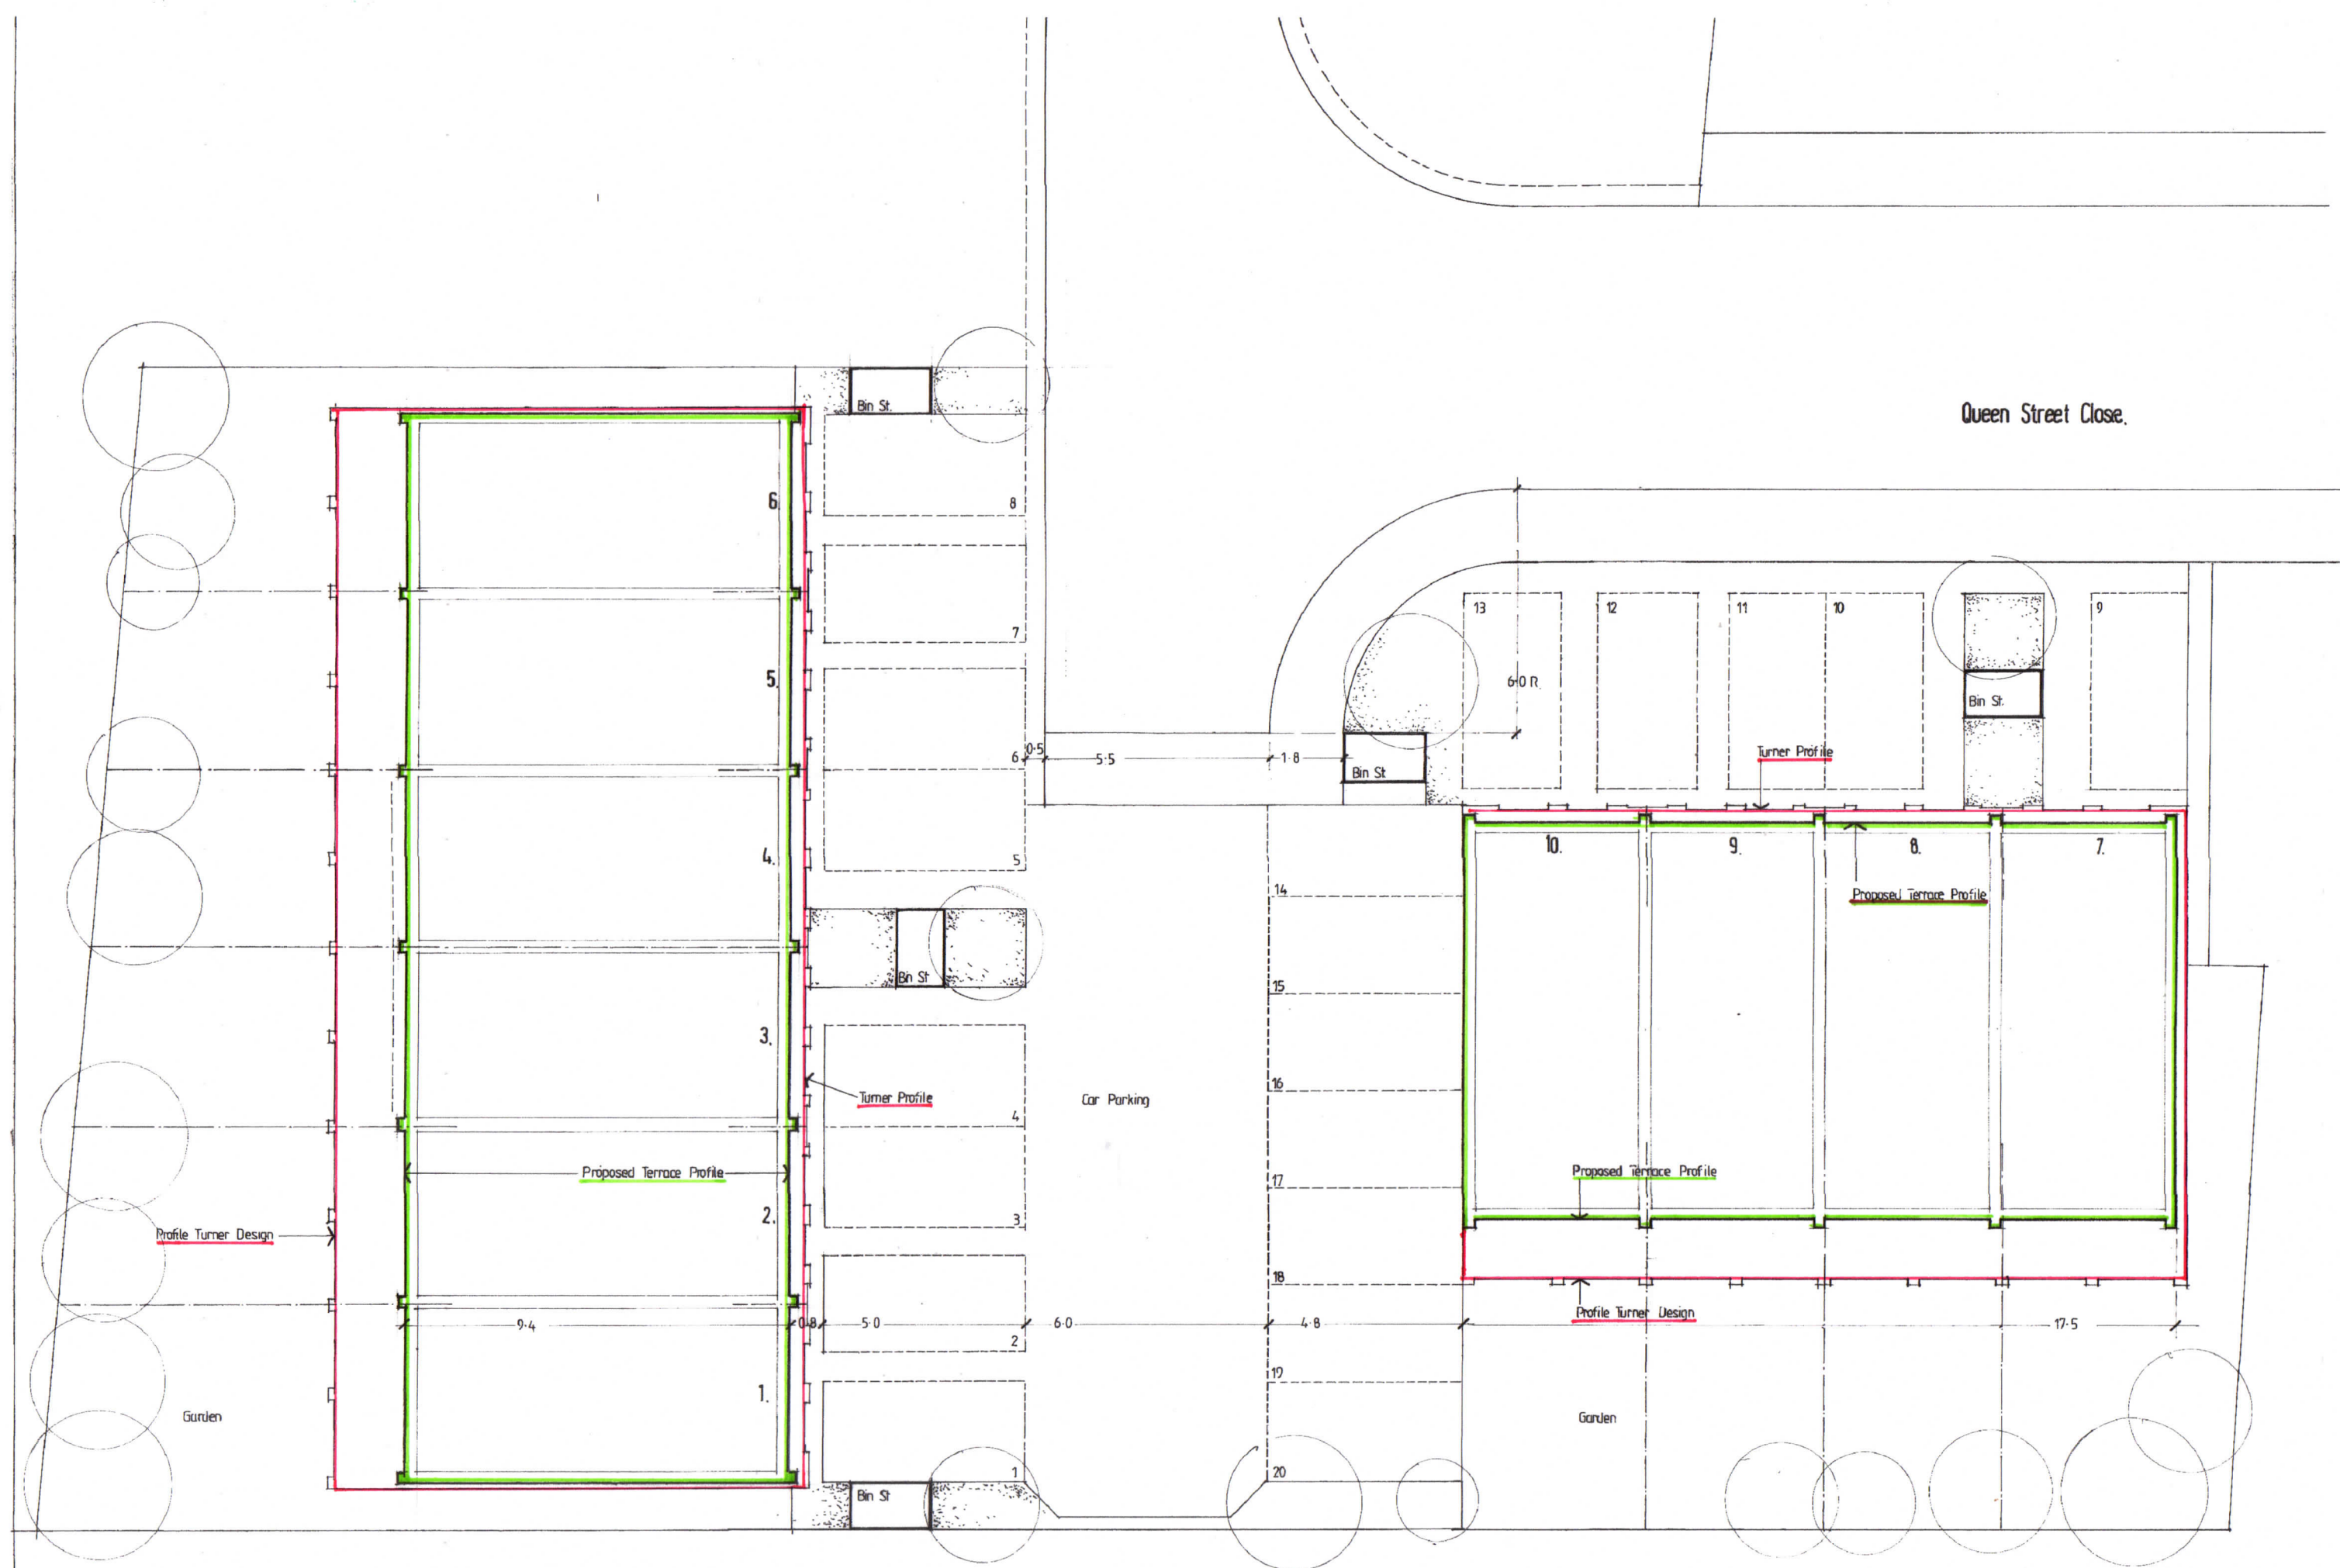 Queen Street Close.
Bin St.
6.
8
7
5.
6
0·5
5·5
1·8
4.
5
Bin St
3.
Turner Profile
4
Car Parking
Proposed Terrace Profile
Profile Turner Design
2.
3
9·4
0·8
5·0
6·0
4·8
17·5
2
1.
Garden
1
Bin St
13
12
11
10
9
6·0 R.
Bin St.
Bin St
Turner Profile
10.
9.
8.
7.
Proposed Terrace Profile
14
15
16
17
Proposed Terrace Profile
18
Profile Turner Design
19
Garden
20